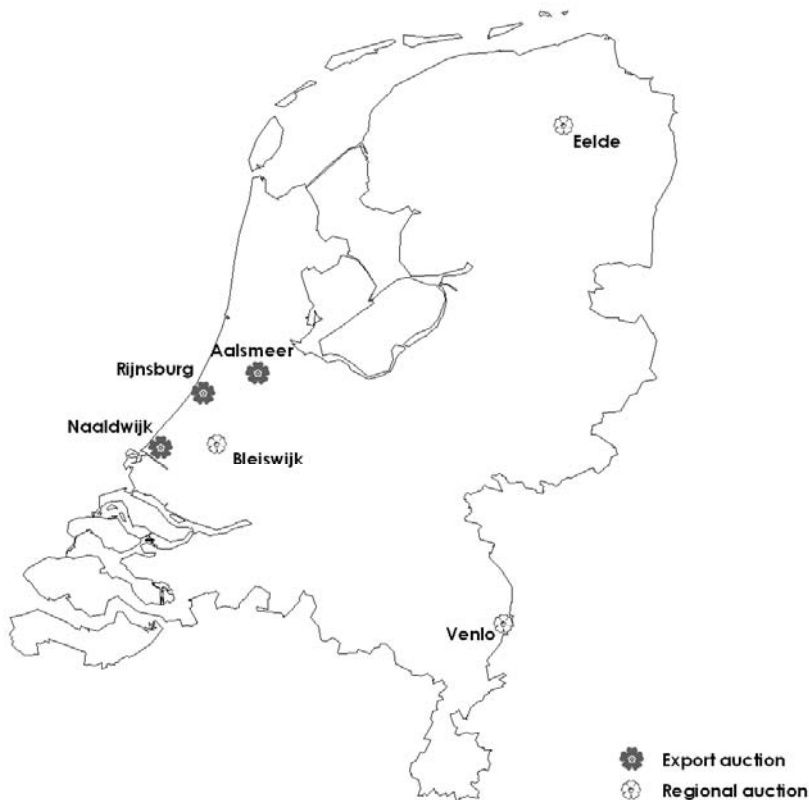 Eelde
Aalsmeer
Rijnsburg
Naaldwijk
Bleiswijk
Venlo
Export auction
Regional auction